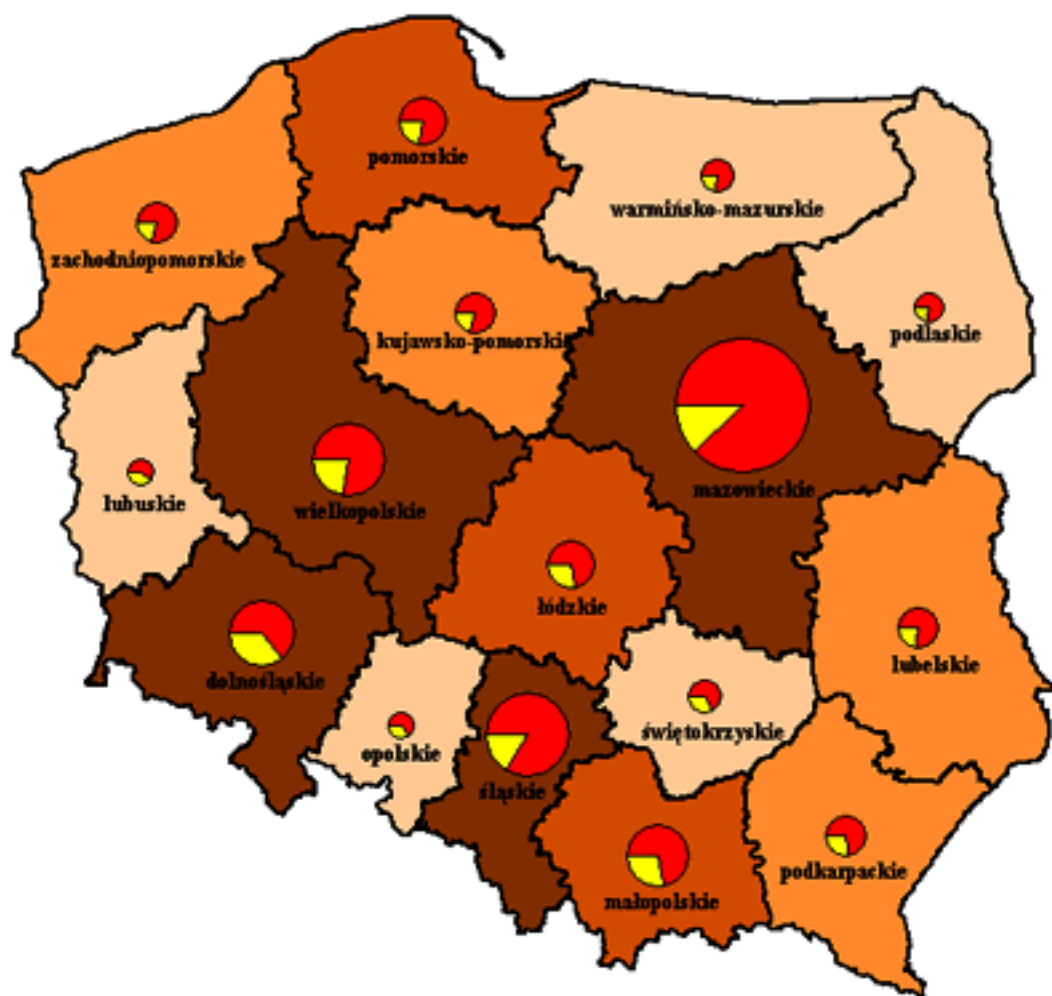 pomorskie
warmińsko-mazurskie
zachodniopomorskie
kujawsko-pomorskie
podlaskie
lubuskie
wielkopolskie
mazowieckie
łódzkie
dolnośląskie
lubelskie
opolskie
świętokrzyskie
śląskie
małopolskie
podkarpackie